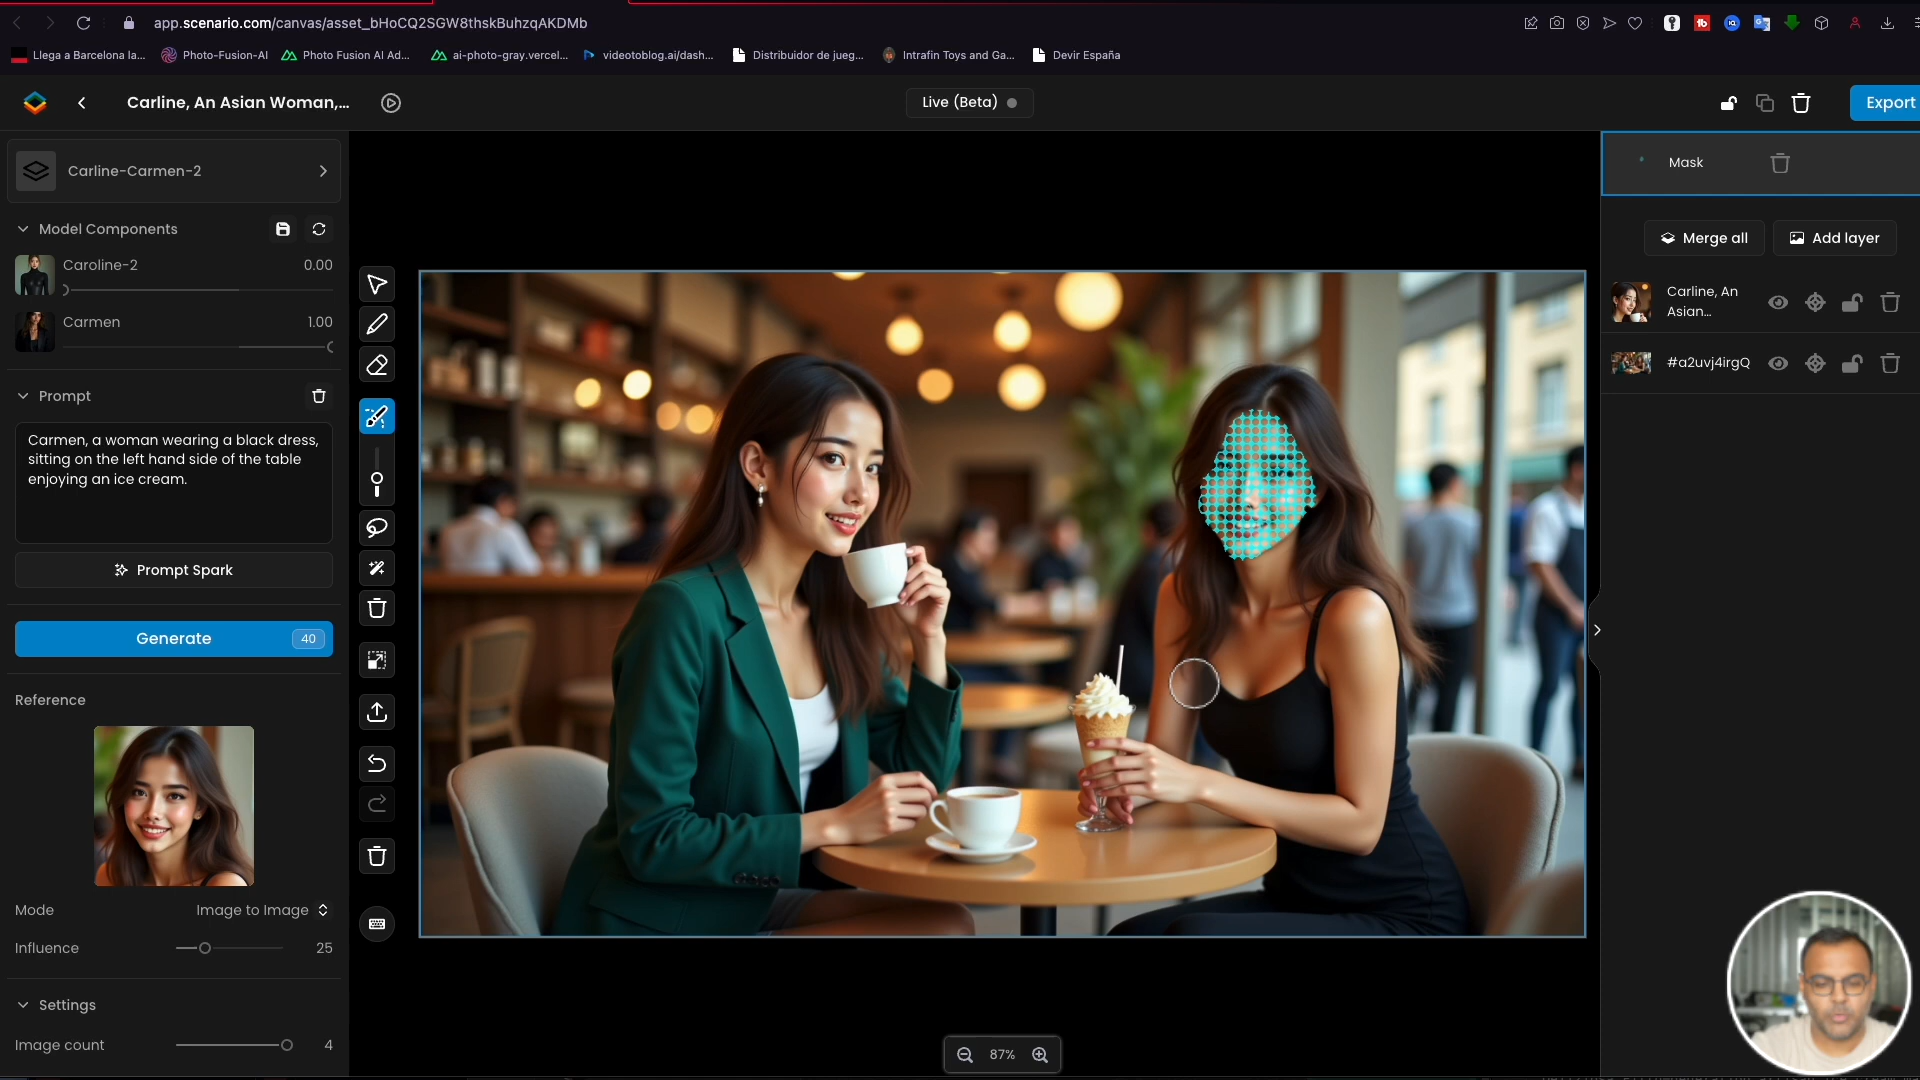 app.scenario.com/canvas/asset_bHoCQ2SGW8thskBuhzqAKDMb
Llega a Barcelona la...
Photo-Fusion-AI
Photo Fusion AI Ad...
ai-photo-gray.vercel...
videotoblog.ai/dash...
Distribuidor de jueg...
Intrafin Toys and Ga...
Devir España
Carline, An Asian Woman,...
Live (Beta)
Export
Carline-Carmen-2
Mask
Model Components
Merge all
Add layer
Caroline-2 0.00
Carmen 1.00
Carline, An
Asian...
#a2uvj4irgQ
Prompt
Carmen, a woman wearing a black dress,
sitting on the left hand side of the table
enjoying an ice cream.
Prompt Spark
Generate 40
Reference
Mode Image to Image
Influence 25
Settings
Image count 4
87%